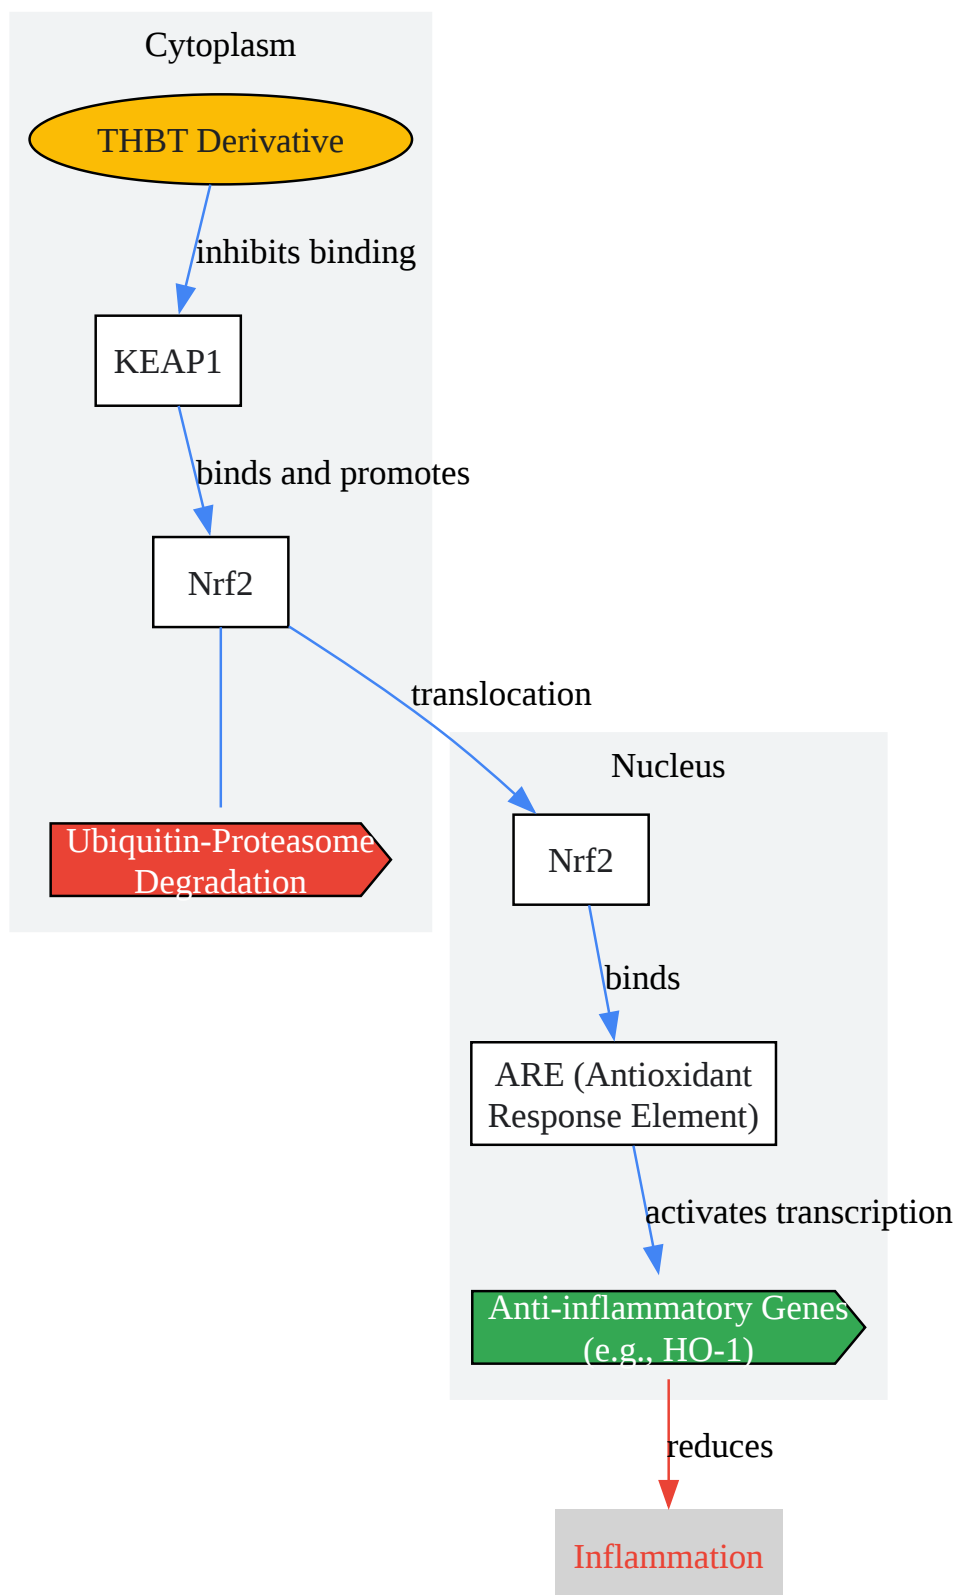 Cytoplasm
THBT Derivative
inhibits binding
KEAP1
binds and promotes
Nrf2
translocation
Nucleus
Ubiquitin-Proteasome
Degradation
Nrf2
binds
ARE (Antioxidant
Response Element)
activates transcription
Anti-inflammatory Genes
(e.g., HO-1)
reduces
Inflammation